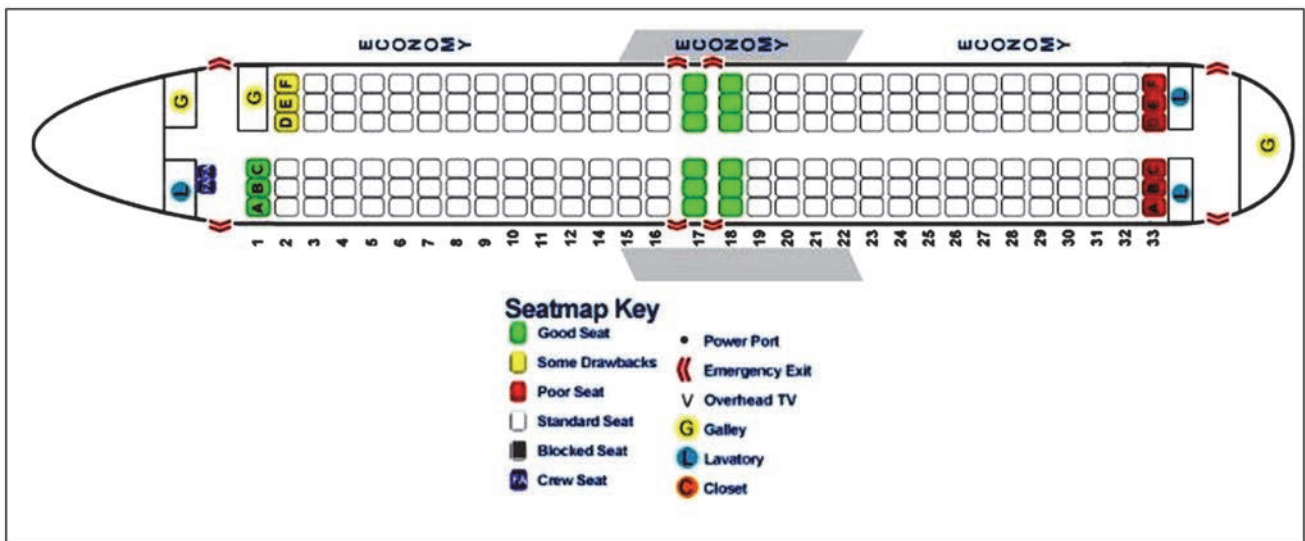 ECONOMY ECONOMY ECONOMY
G G F E D F E D L
G
L FA FA C B A C B A L
1 2 3 4 5 6 7 8 9 10 11 12 14 15 16 17 18 19 20 21 22 23 24 25 26 27 28 29 30 31 32 33
Seatmap Key
Good Seat
Some Drawbacks
Poor Seat
Standard Seat
Blocked Seat
FA Crew Seat
Power Port
Emergency Exit
V Overhead TV
G Galley
L Lavatory
C Closet